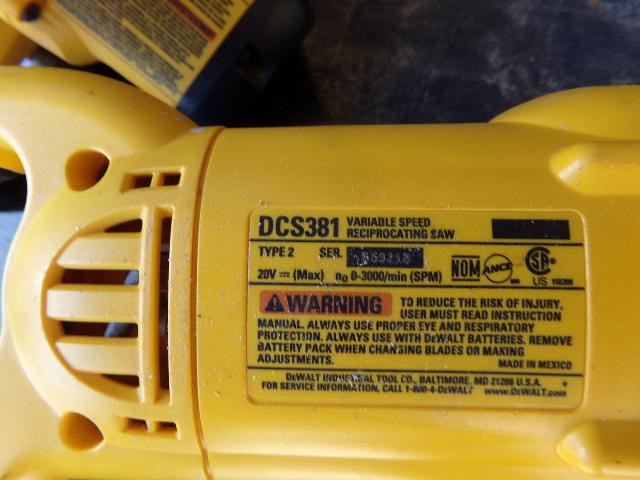 DCS381 VARIABLE SPEED
RECIPROCATING SAW
TYPE 2 SER.
20V ⎓ (Max) n₀ 0-3000/min (SPM)
NOM ANCE SA US
⚠WARNING TO REDUCE THE RISK OF INJURY,
USER MUST READ INSTRUCTION
MANUAL. ALWAYS USE PROPER EYE AND RESPIRATORY
PROTECTION. ALWAYS USE WITH DeWALT BATTERIES. REMOVE
BATTERY PACK WHEN CHANGING BLADES OR MAKING
ADJUSTMENTS. MADE IN MEXICO
DeWALT INDUSTRIAL TOOL CO., BALTIMORE, MD 21286 U.S.A.
FOR SERVICE INFORMATION, CALL 1-800-4-DeWALT www.DeWALT.com